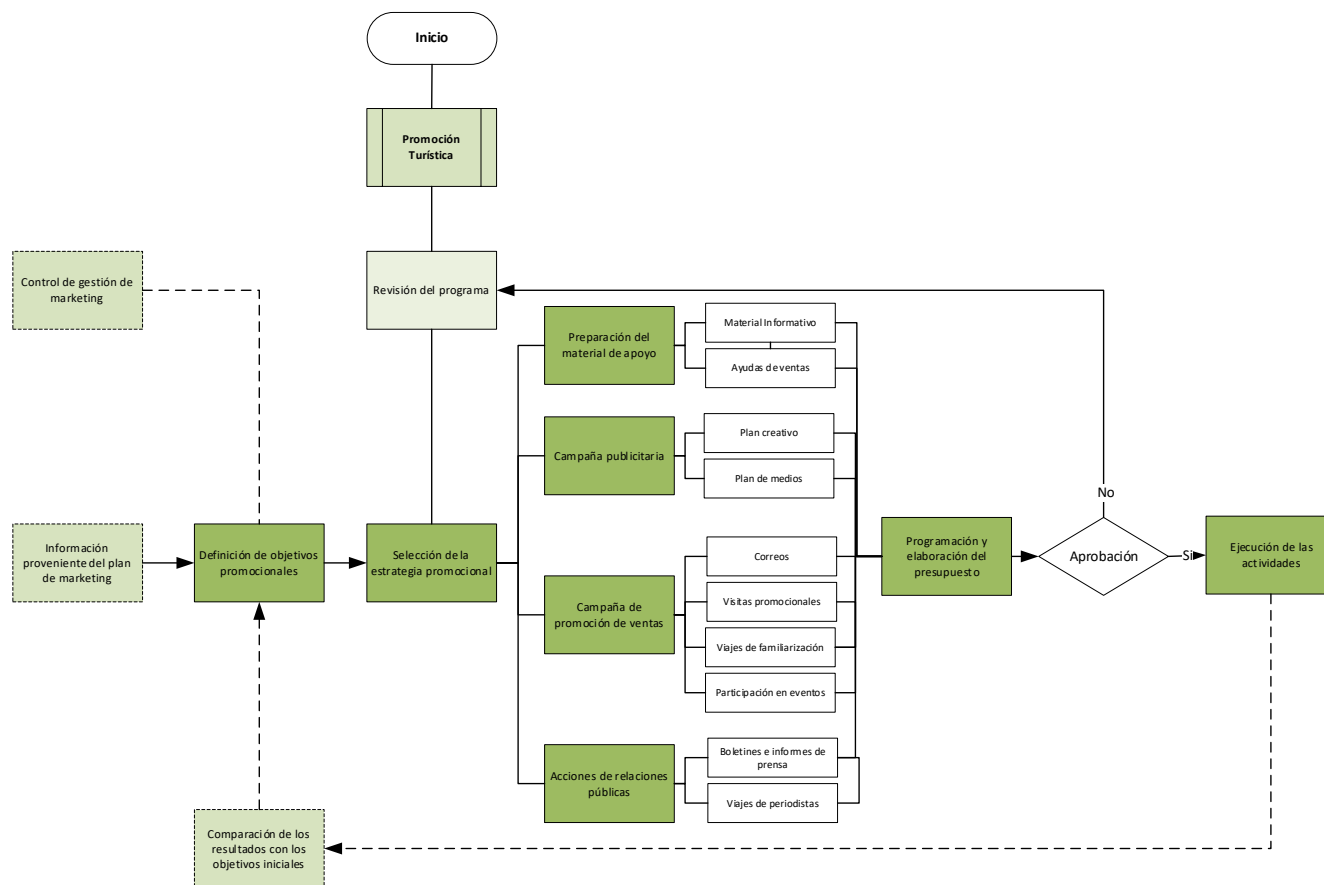 Inicio
Promoción
Turística
Control de gestión de
marketing
Revisión del programa
Preparación del
material de apoyo
Material Informativo
Ayudas de ventas
Campaña publicitaria
Plan creativo
Plan de medios
No
Información
proveniente del plan
de marketing
Definición de objetivos
promocionales
Selección de la
estrategia promocional
Campaña de
promoción de ventas
Correos
Visitas promocionales
Viajes de familiarización
Participación en eventos
Programación y
elaboración del
presupuesto
Aprobación
Si
Ejecución de las
actividades
Acciones de relaciones
públicas
Boletines e informes de
prensa
Viajes de periodistas
Comparación de los
resultados con los
objetivos iniciales